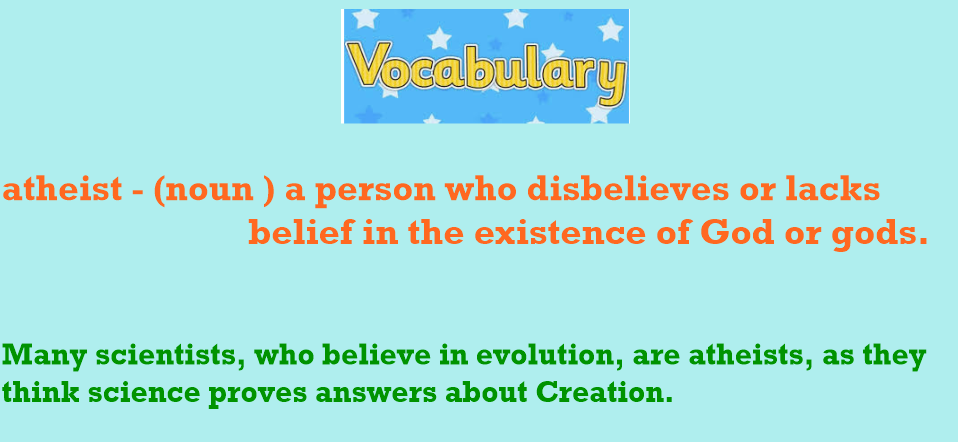 Vocabulary
atheist - (noun ) a person who disbelieves or lacks
belief in the existence of God or gods.
Many scientists, who believe in evolution, are atheists, as they
think science proves answers about Creation.